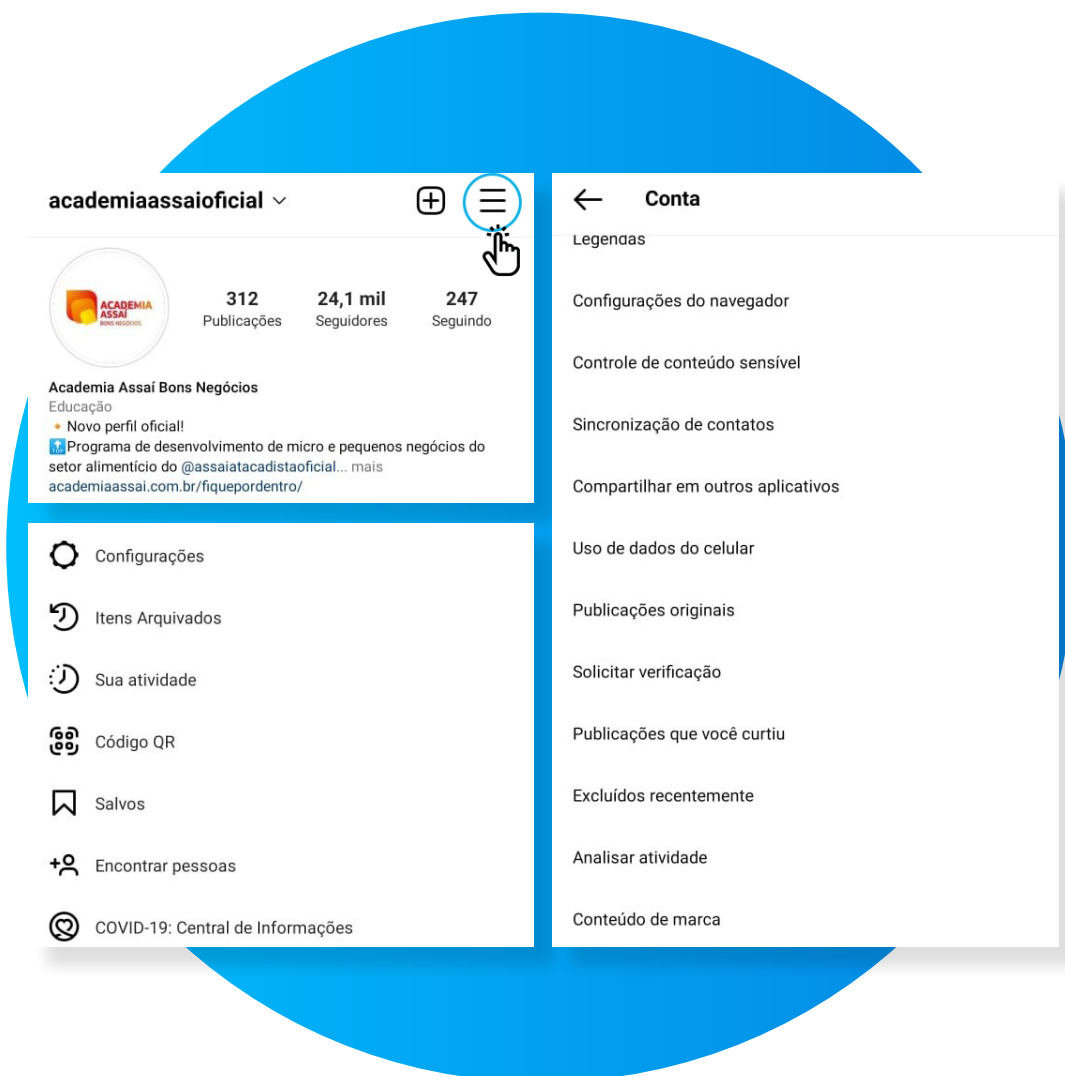 academiaassaioficial
ACADEMIA
ASSAÍ
BONS NEGÓCIOS
312
Publicações
24,1 mil
Seguidores
247
Seguindo
Academia Assaí Bons Negócios
Educação
Novo perfil oficial!
Programa de desenvolvimento de micro e pequenos negócios do
setor alimentício do @assaiatacadistaoficial... mais
academiaassai.com.br/fiquepordentro/
Configurações
Itens Arquivados
Sua atividade
Código QR
Salvos
Encontrar pessoas
COVID-19: Central de Informações
Conta
Legendas
Configurações do navegador
Controle de conteúdo sensível
Sincronização de contatos
Compartilhar em outros aplicativos
Uso de dados do celular
Publicações originais
Solicitar verificação
Publicações que você curtiu
Excluídos recentemente
Analisar atividade
Conteúdo de marca